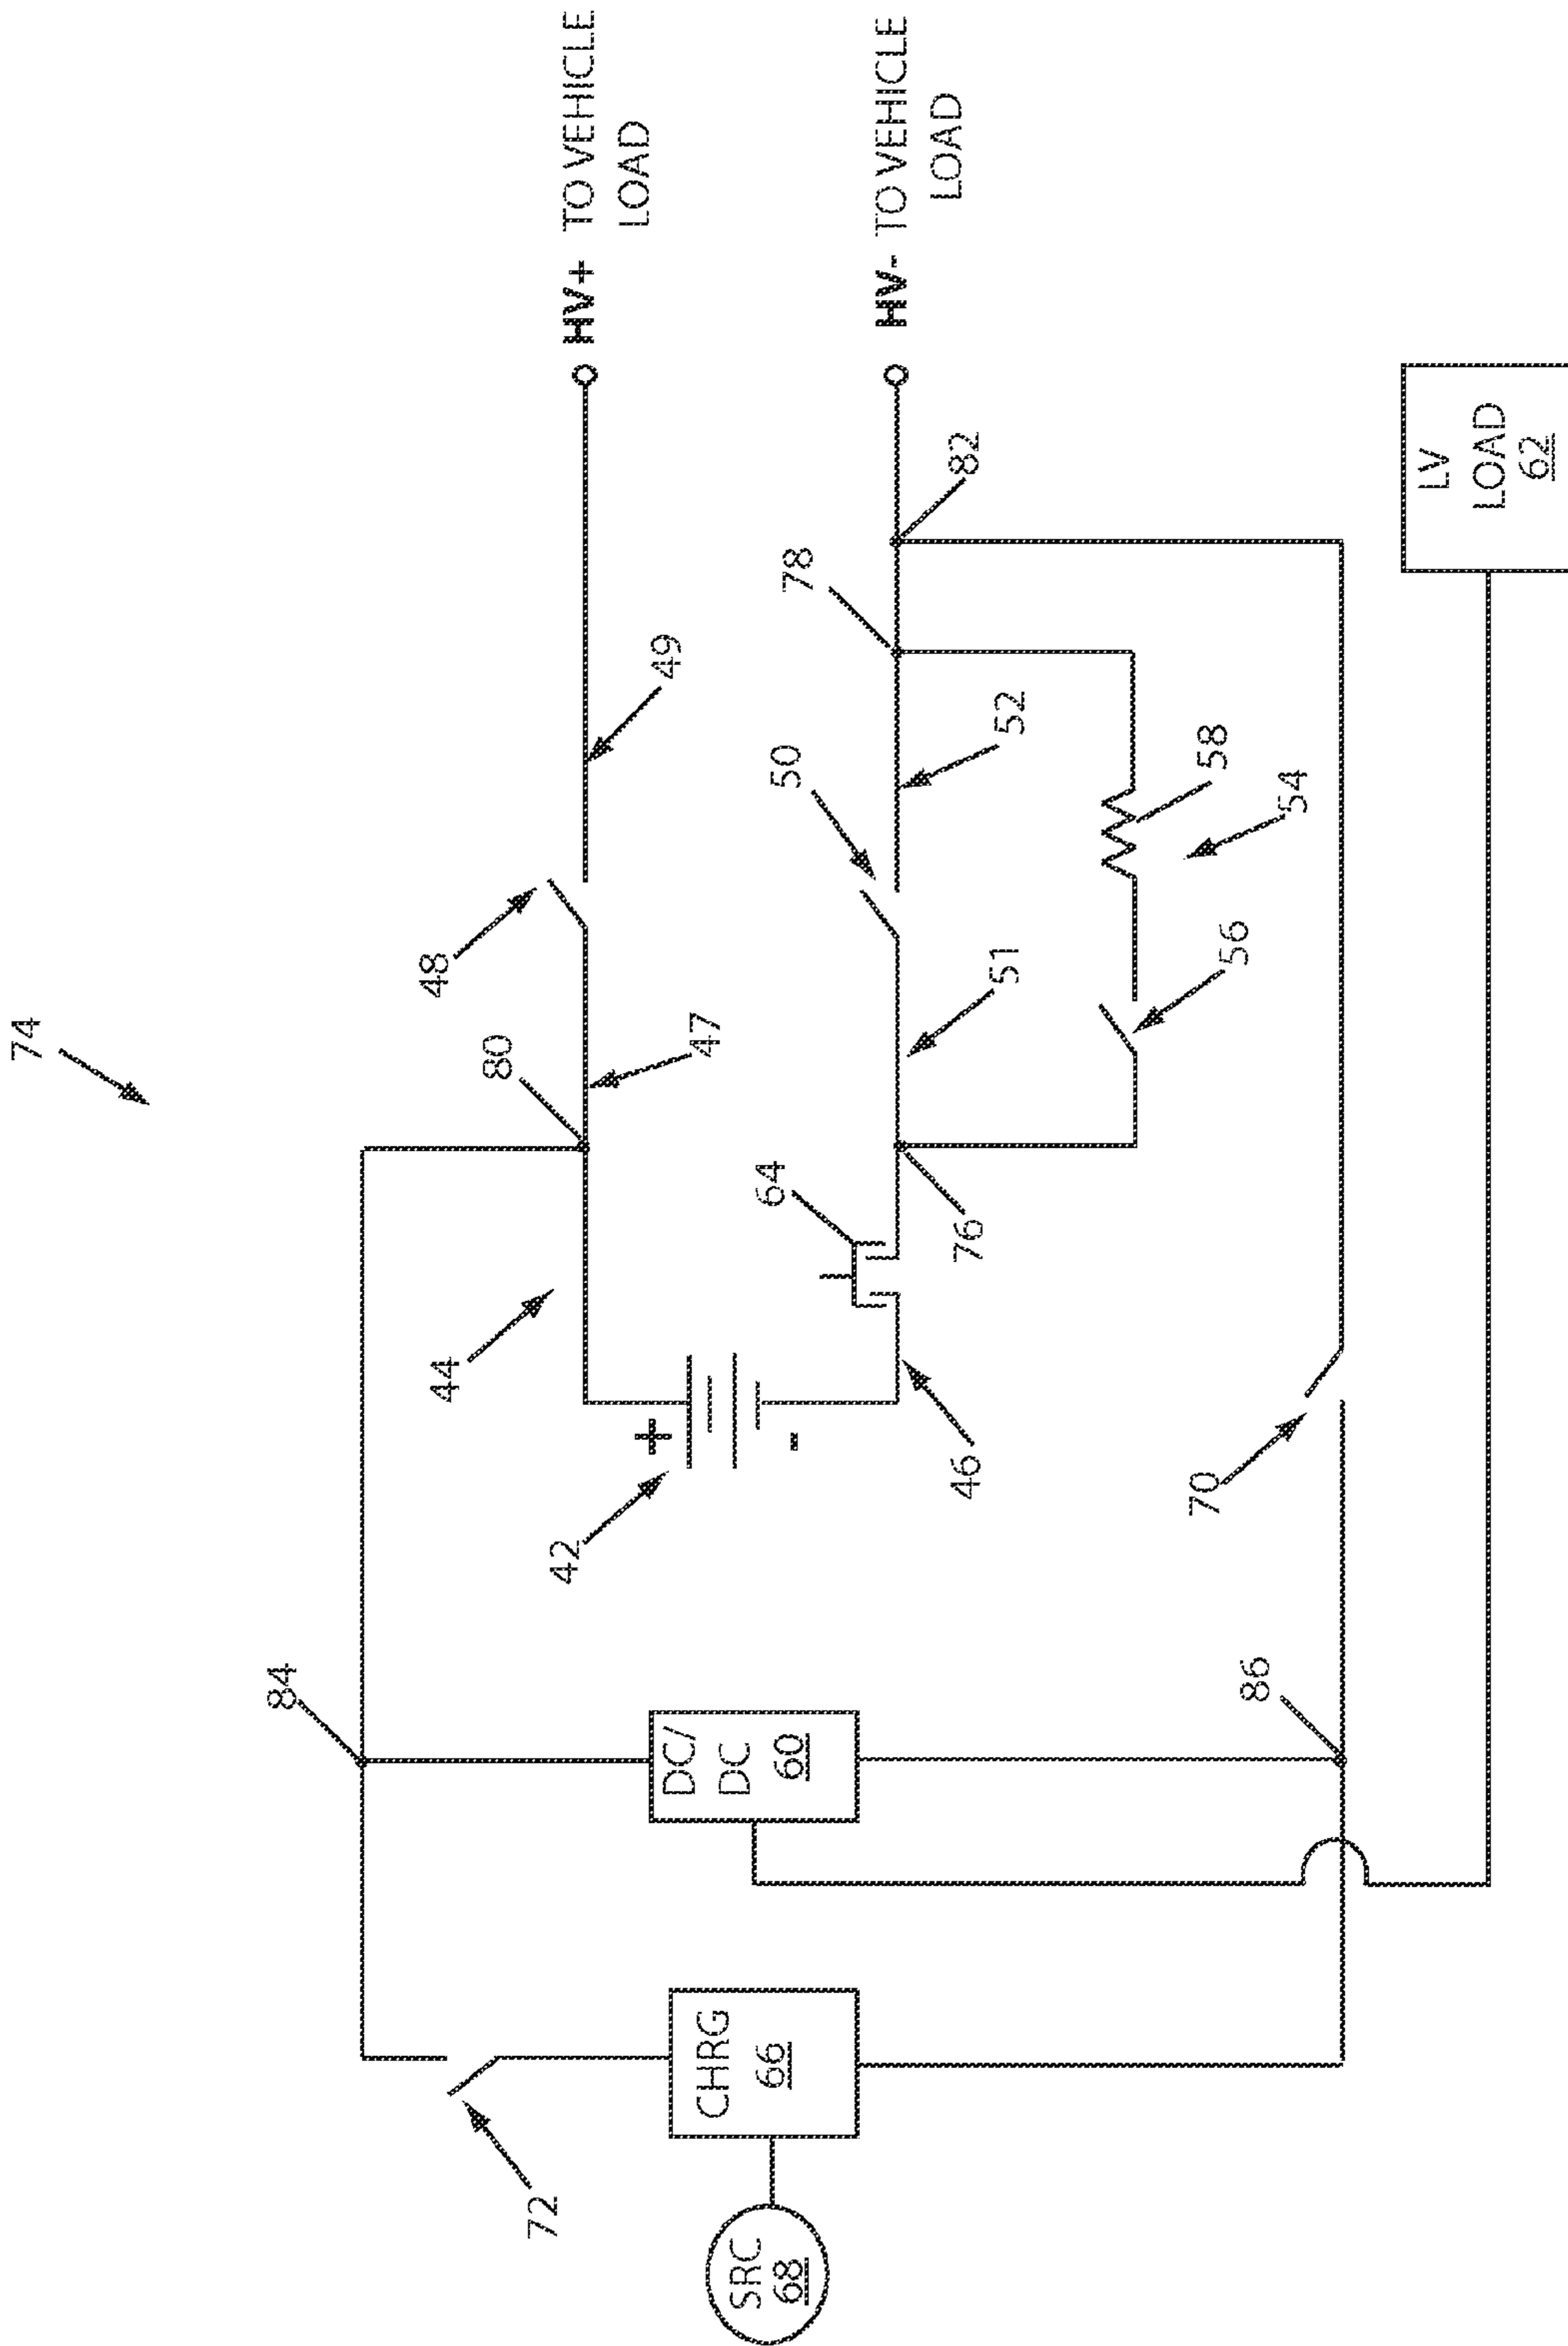 74
84
72
SRC
68
CHRG
66
DC/
DC
60
86
42
+
-
44
46
64
76
80
47
48
49
51
50
52
78
82
56
54
58
70
HV+ TO VEHICLE
LOAD
HV- TO VEHICLE
LOAD
LV
LOAD
62